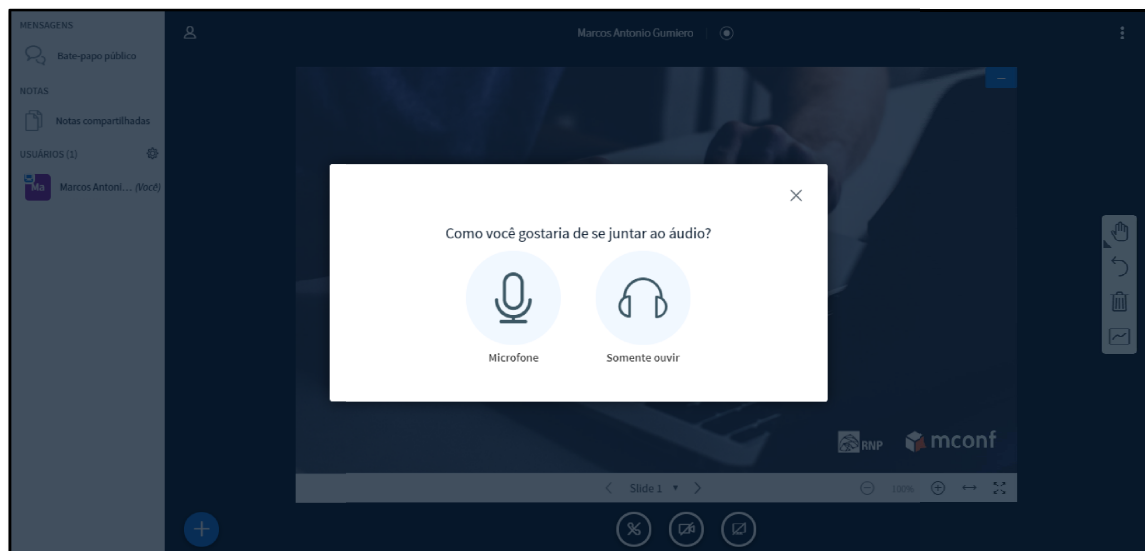 MENSAGENS
Bate-papo público
NOTAS
Notas compartilhadas
USUÁRIOS (1)
Ma
Marcos Antoni... (Você)
Marcos Antonio Gumiero
Como você gostaria de se juntar ao áudio?
Microfone
Somente ouvir
RNP
mconf
Slide 1
100%